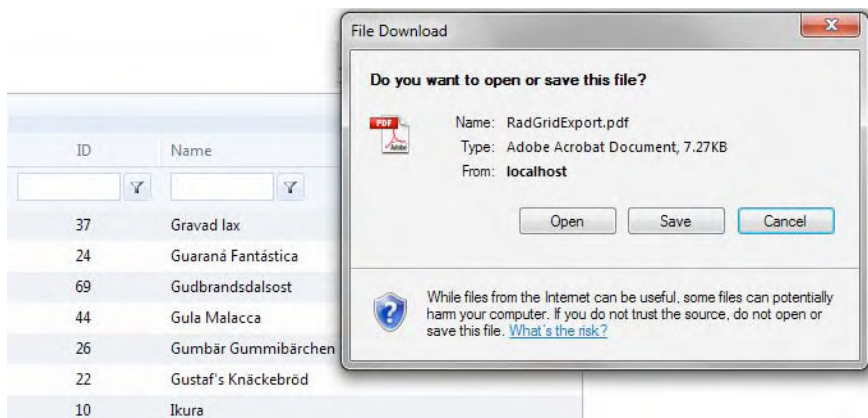 File Download
Do you want to open or save this file?
PDF
Adobe
Name: RadGridExport.pdf
Type: Adobe Acrobat Document, 7.27KB
From: localhost
Open Save Cancel
While files from the Internet can be useful, some files can potentially
harm your computer. If you do not trust the source, do not open or
save this file. What's the risk?
ID Name
37 Gravad lax
24 Guaraná Fantástica
69 Gudbrandsdalsost
44 Gula Malacca
26 Gumbär Gummibärchen
22 Gustaf's Knäckebröd
10 Ikura